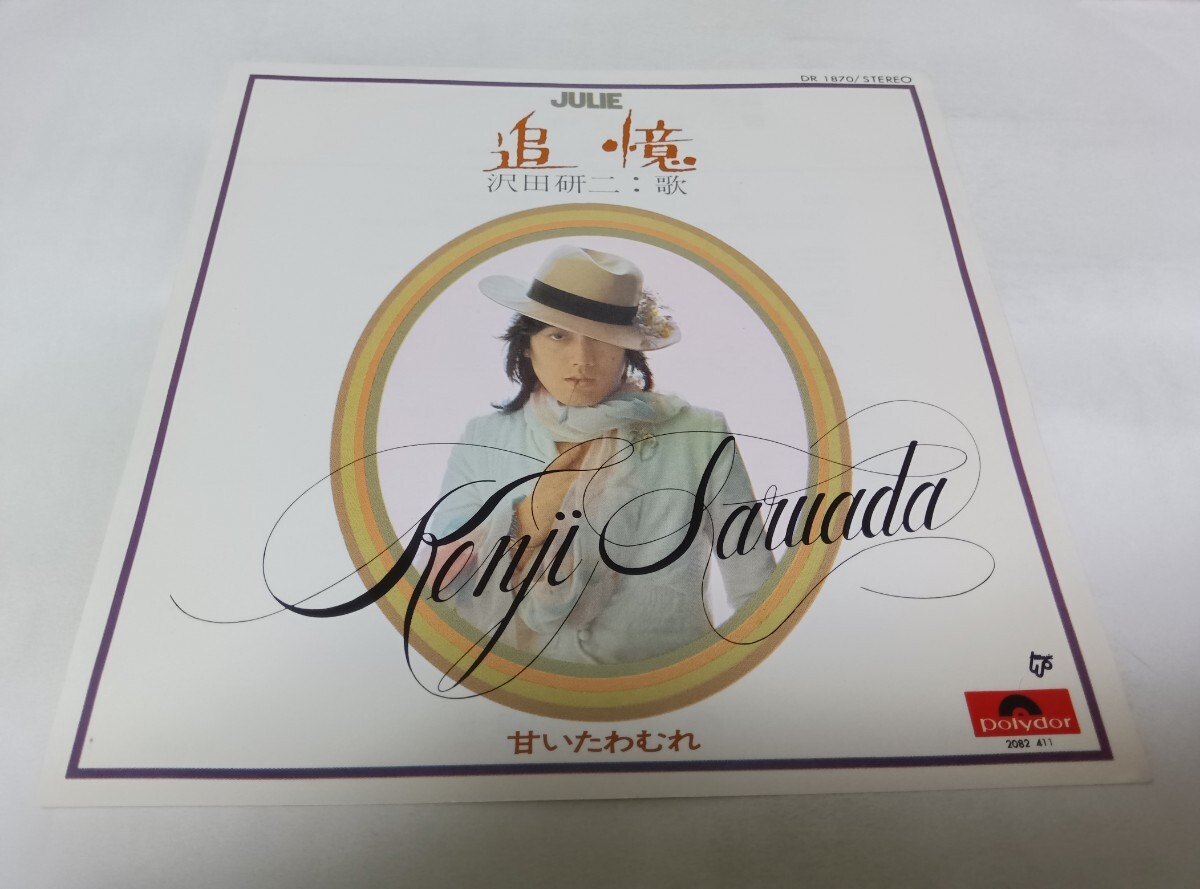 DR 1870/STEREO
JULIE
追憶
沢田研二:歌
Kenji Sawada
甘いたわむれ
polydor
2082 411